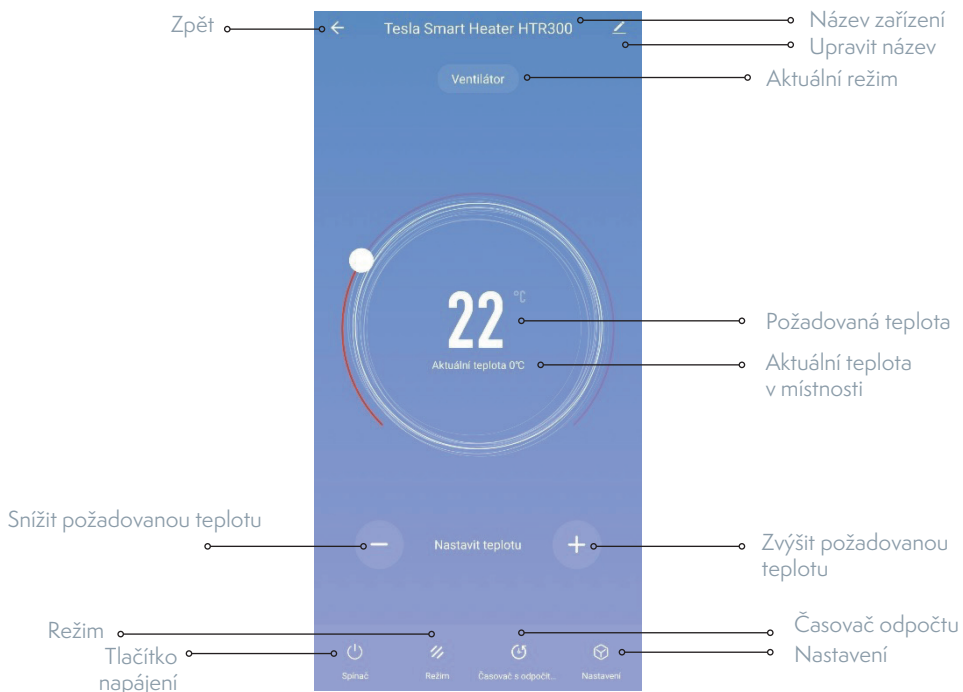 Zpět
Tesla Smart Heater HTR300
Název zařízení
Upravit název
Ventilátor
Aktuální režim
22 °C
Požadovaná teplota
Aktuální teplota 0°C
Aktuální teplota
v místnosti
Snížit požadovanou teplotu
Nastavit teplotu
Zvýšit požadovanou
teplotu
Režim
Časovač odpočtu
Tlačítko
napájení
Nastavení
Spínač
Režim
Časovač s odpočít...
Nastavení